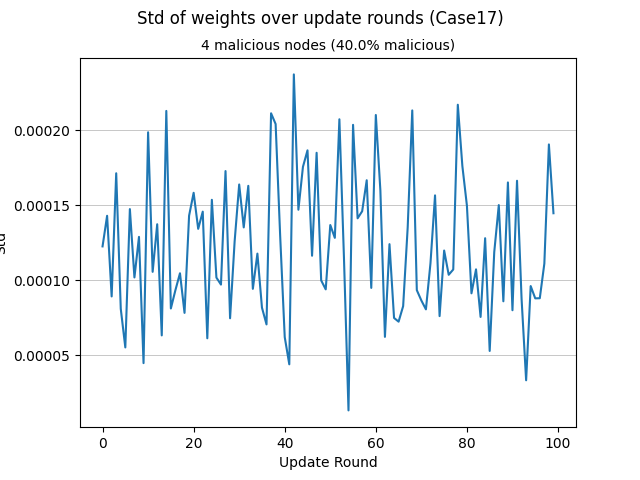 Std of weights over update rounds (Case17)
4 malicious nodes (40.0% malicious)
0.00020
0.00015
0.00010
0.00005
Std
0 20 40 60 80 100
Update Round